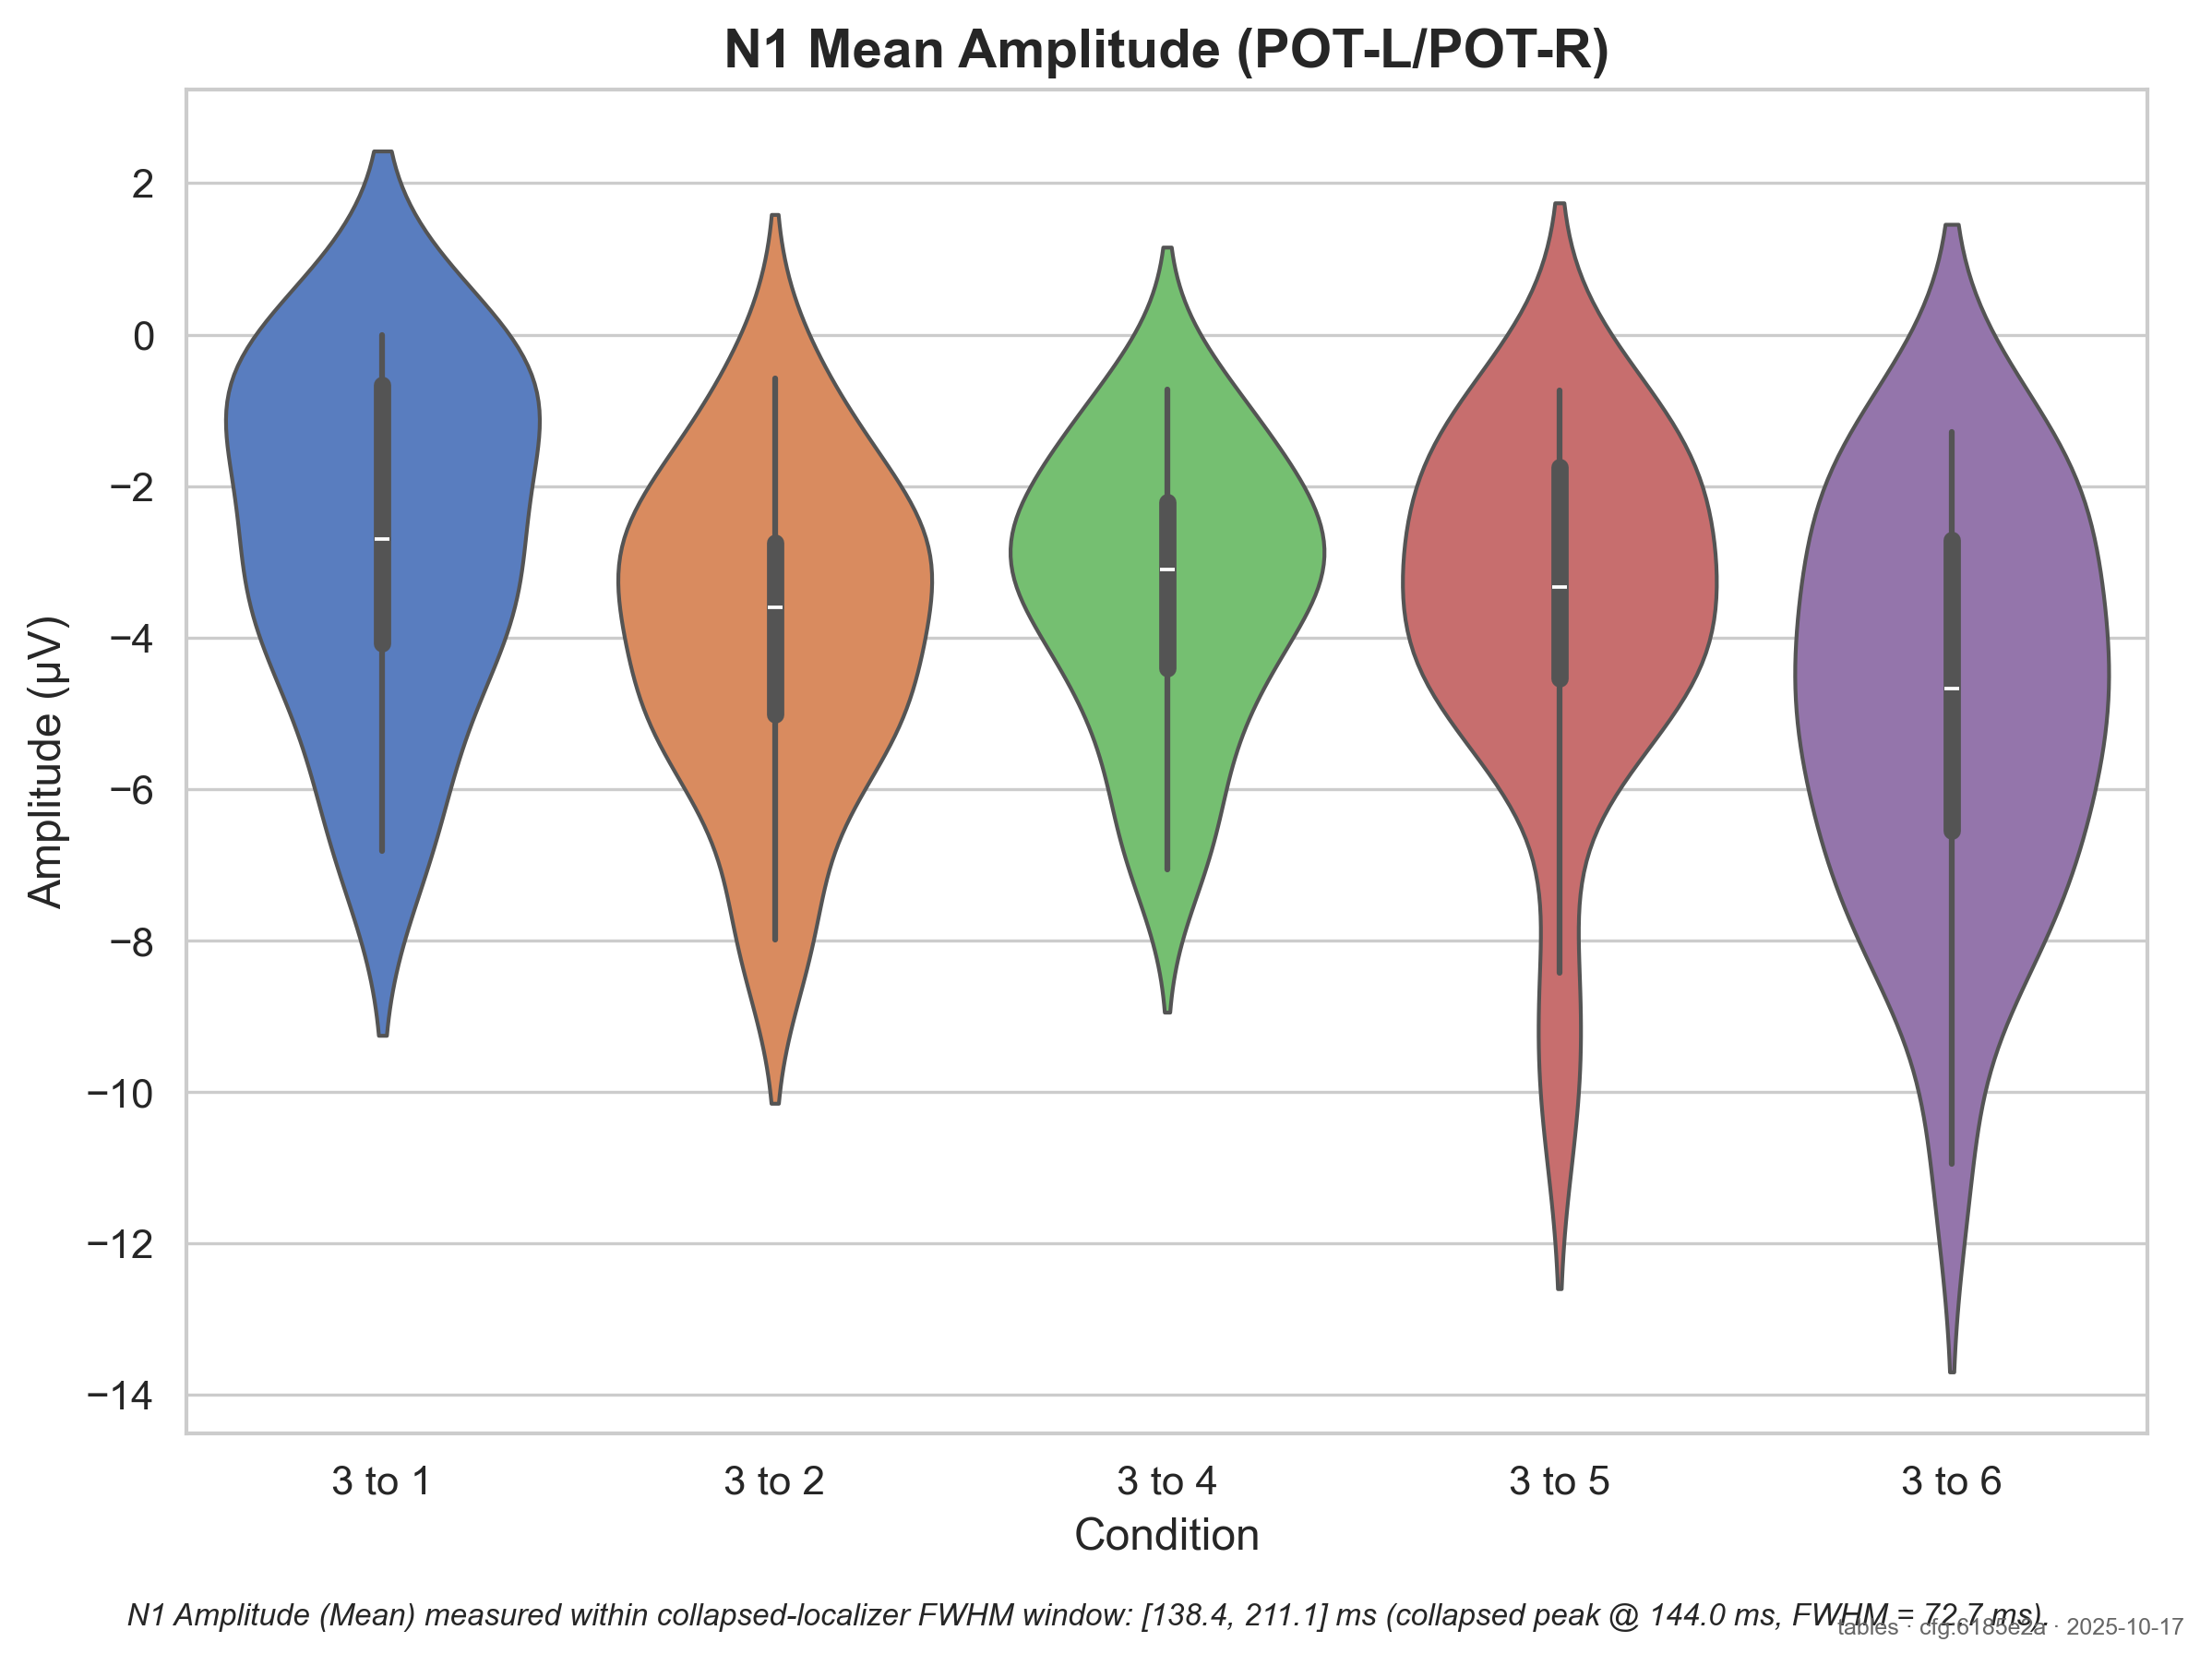 N1 Mean Amplitude (POT-L/POT-R)
Amplitude (µV)
2
0
−2
−4
−6
−8
−10
−12
−14
3 to 1 3 to 2 3 to 4 3 to 5 3 to 6
Condition
N1 Amplitude (Mean) measured within collapsed-localizer FWHM window: [138.4, 211.1] ms (collapsed peak @ 144.0 ms, FWHM = 72.7 ms).
tables · cfg:6185e2a · 2025-10-17